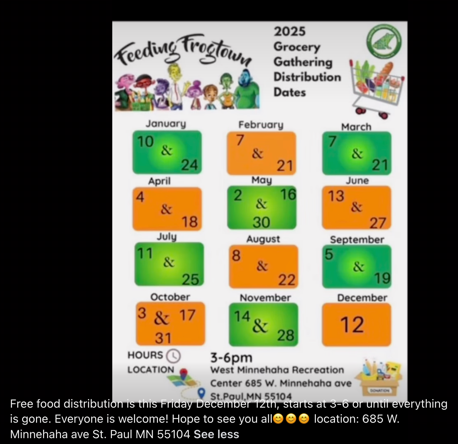 Feeding Frogtown
2025
Grocery
Gathering
Distribution
Dates
January
10 & 24
February
7 & 21
March
7 & 21
April
4 & 18
May
2 & 16
30
June
13 & 27
July
11 & 25
August
8 & 22
September
5 & 19
October
3 & 17
31
November
14 & 28
December
12
HOURS
3-6pm
LOCATION
West Minnehaha Recreation
Center 685 W. Minnehaha ave
St.Paul,MN 55104
Free food distribution is this Friday December 12th, starts at 3-6 or until everything
is gone. Everyone is welcome! Hope to see you all😊😊😊 location: 685 W.
Minnehaha ave St. Paul MN 55104 See less